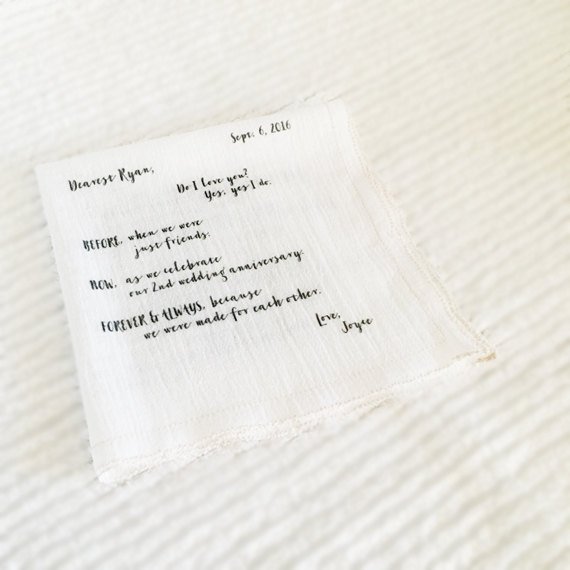 Sept. 6, 2016
Dearest Ryan,
Do I love you?
Yes, yes I do.
BEFORE, when we were
just friends.
NOW, as we celebrate
our 2nd wedding anniversary.
FOREVER & ALWAYS, because
we were made for each other.
Love,
Joyce